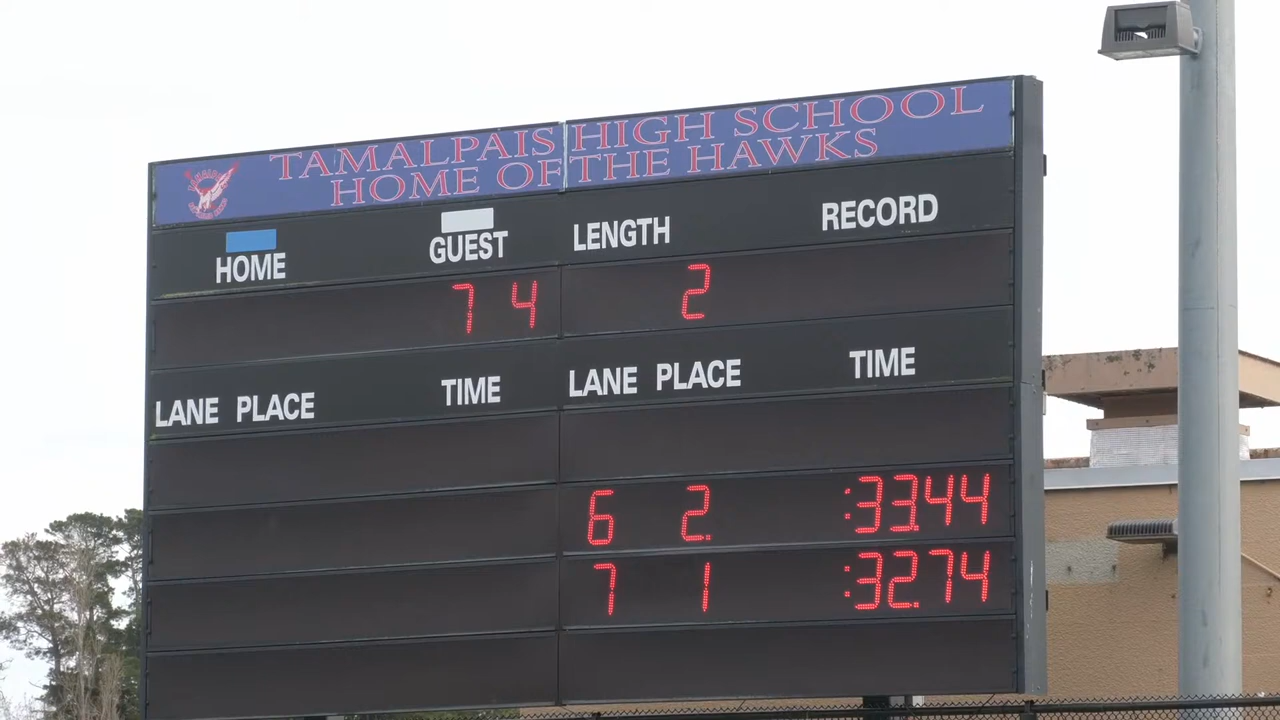 TAMALPAIS HIGH SCHOOL
HOME OF THE HAWKS
HOME GUEST LENGTH RECORD
7 4 2
LANE PLACE TIME LANE PLACE TIME
6 2. :33.44
7 1 :32.74